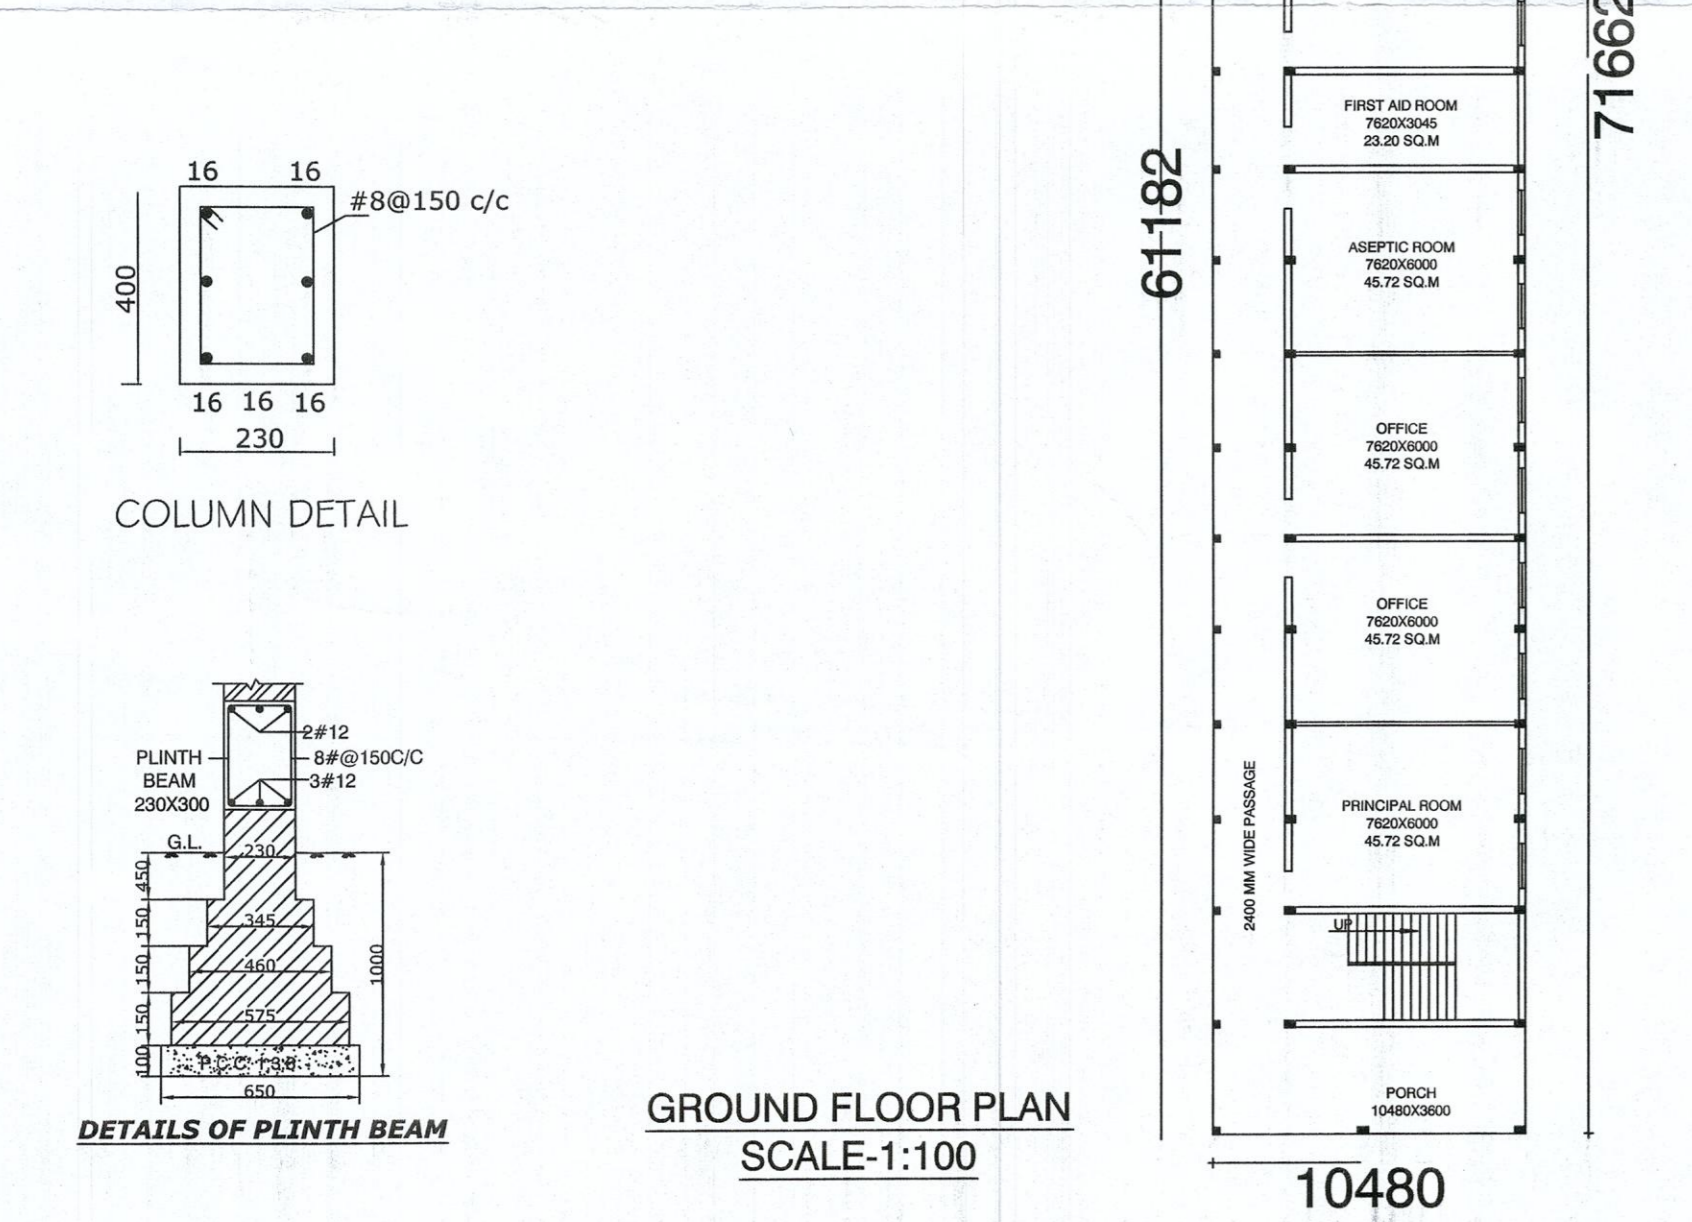 16 16
#8@150 c/c
400
16 16 16
230
COLUMN DETAIL
2#12
PLINTH
BEAM
230X300
8#@150C/C
3#12
G.L.
230
450
150
345
150
460
1000
150
575
100
P.C.C 1:3:6
650
DETAILS OF PLINTH BEAM
GROUND FLOOR PLAN
SCALE-1:100
61182
FIRST AID ROOM
7620X3045
23.20 SQ.M
ASEPTIC ROOM
7620X6000
45.72 SQ.M
OFFICE
7620X6000
45.72 SQ.M
OFFICE
7620X6000
45.72 SQ.M
2400 MM WIDE PASSAGE
PRINCIPAL ROOM
7620X6000
45.72 SQ.M
UP
PORCH
10480X3600
10480
71662